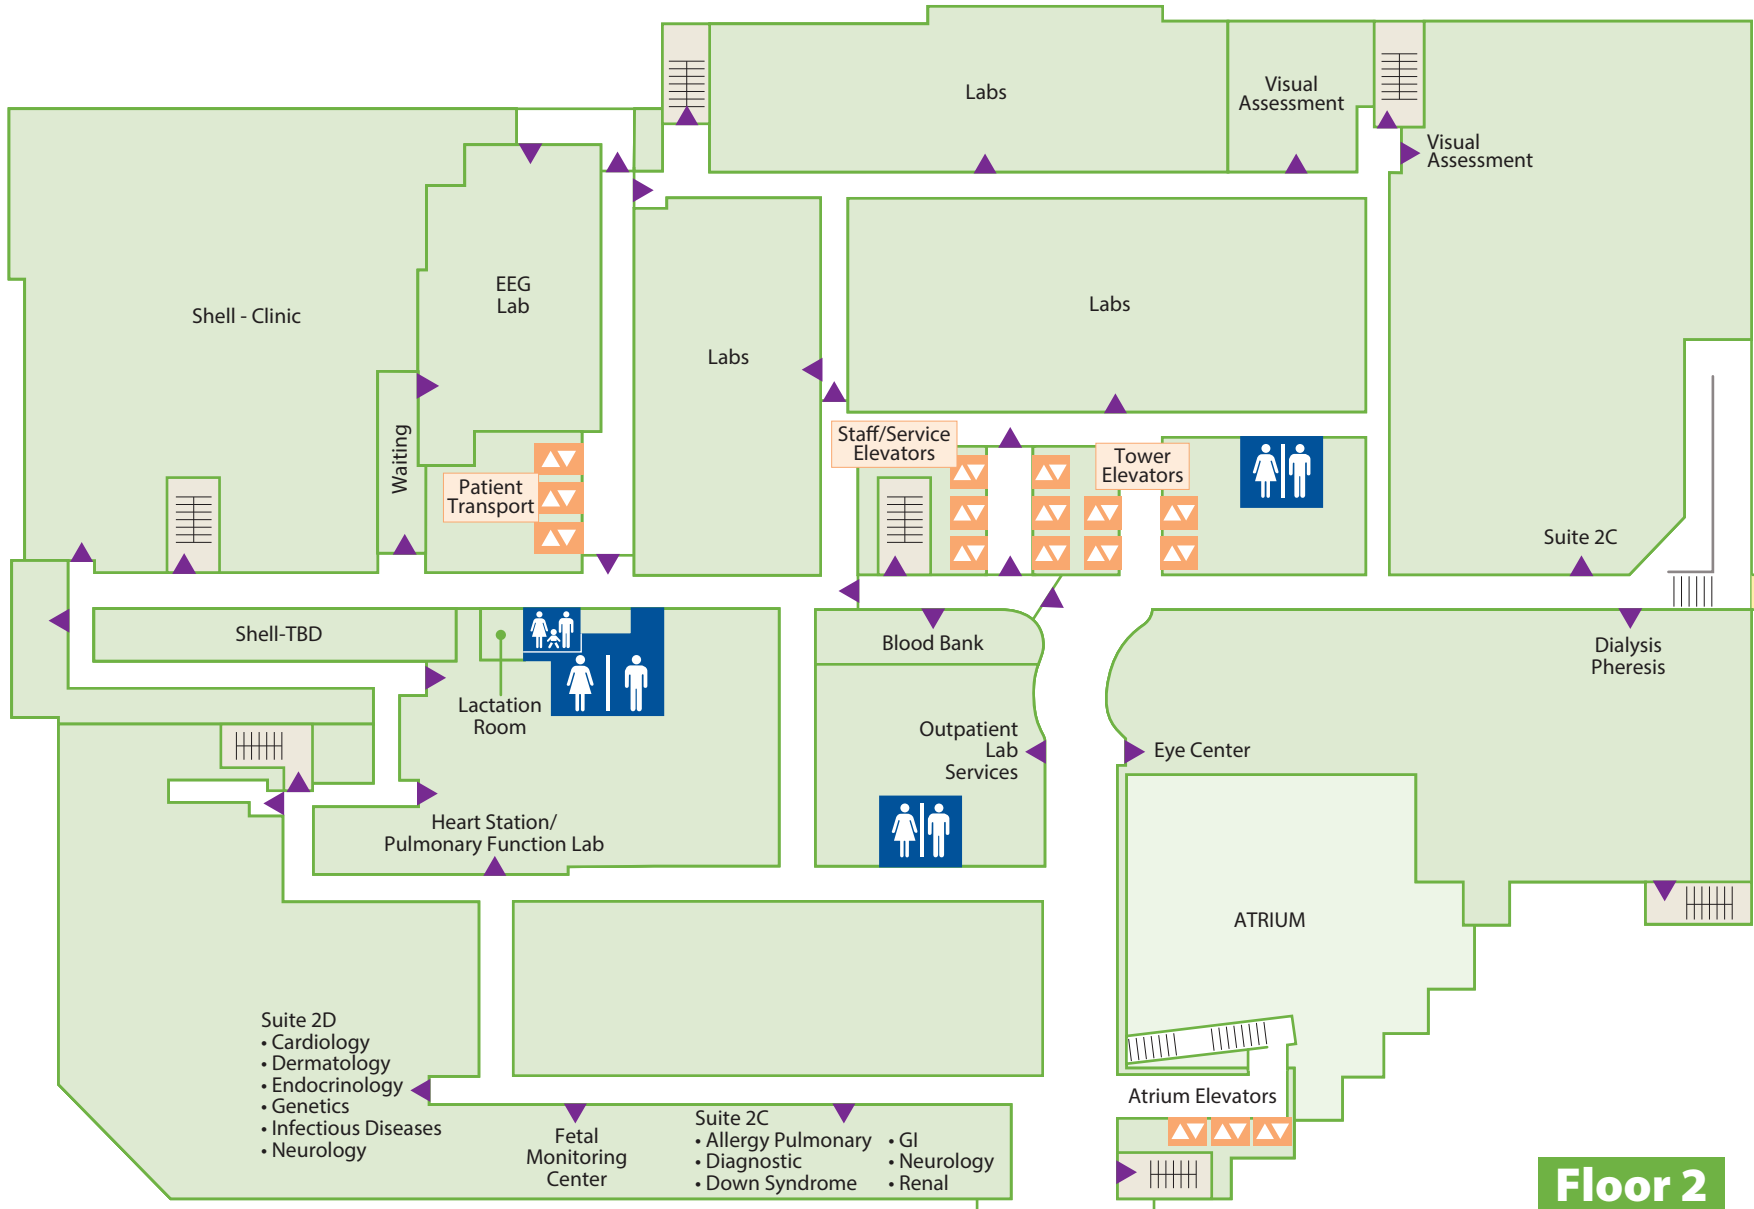 Labs
Visual
Assessment
Visual
Assessment
EEG
Lab
Shell - Clinic
Labs
Labs
Waiting
Staff/Service
Elevators
Tower
Elevators
Patient
Transport
Suite 2C
Shell-TBD
Blood Bank
Dialysis
Pheresis
Lactation
Room
Outpatient
Lab
Services
Eye Center
Heart Station/
Pulmonary Function Lab
ATRIUM
Suite 2D
• Cardiology
• Dermatology
• Endocrinology
• Genetics
• Infectious Diseases
• Neurology
Atrium Elevators
Fetal
Monitoring
Center
Suite 2C
• Allergy Pulmonary
• Diagnostic
• Down Syndrome
• GI
• Neurology
• Renal
Floor 2